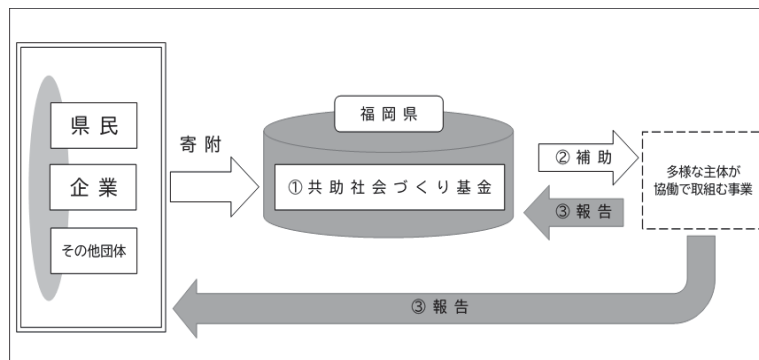 県民
企業
その他団体
寄附
福岡県
①共助社会づくり基金
②補助
③報告
多様な主体が
協働で取組む事業
③報告